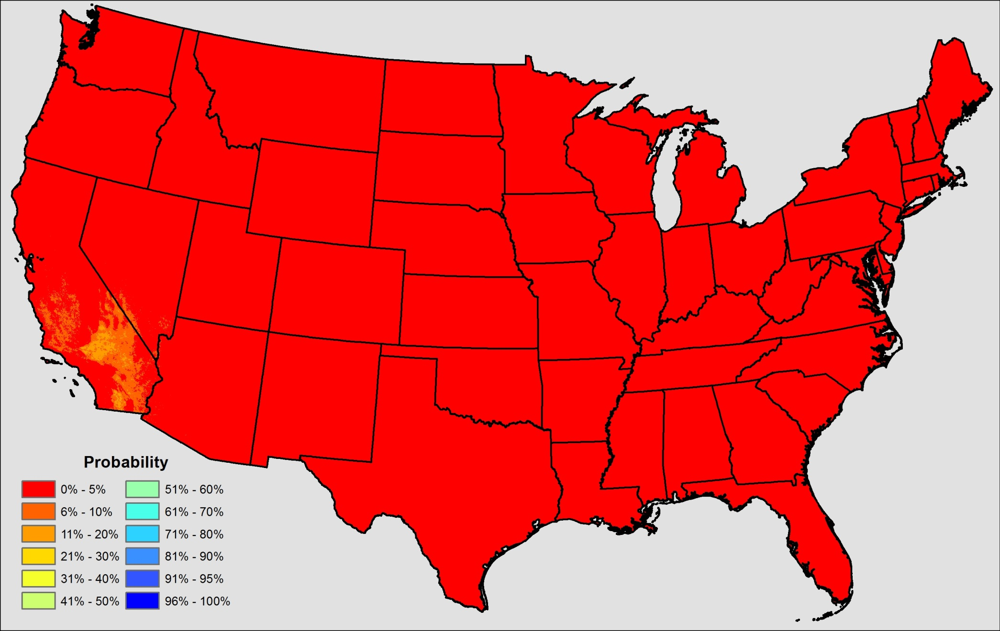 Probability
0% - 5%
6% - 10%
11% - 20%
21% - 30%
31% - 40%
41% - 50%
51% - 60%
61% - 70%
71% - 80%
81% - 90%
91% - 95%
96% - 100%